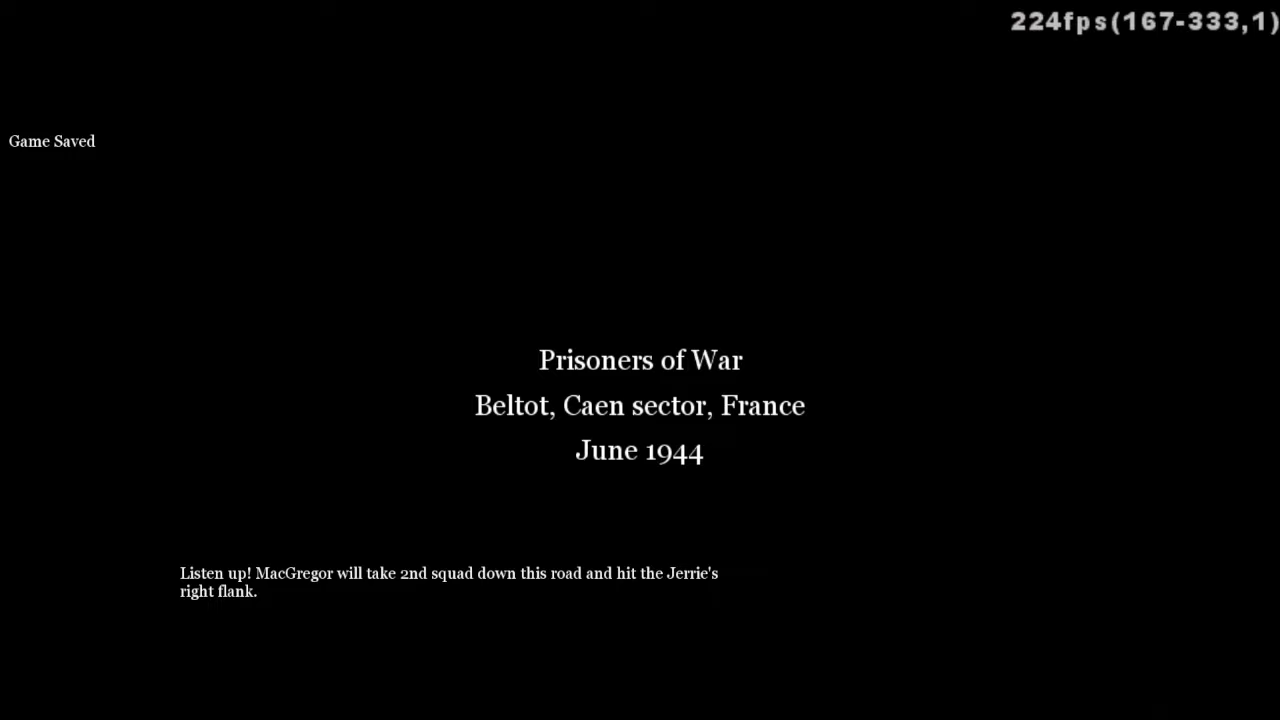 224fps(167-333,1)
Game Saved
Prisoners of War
Beltot, Caen sector, France
June 1944
Listen up! MacGregor will take 2nd squad down this road and hit the Jerrie's
right flank.